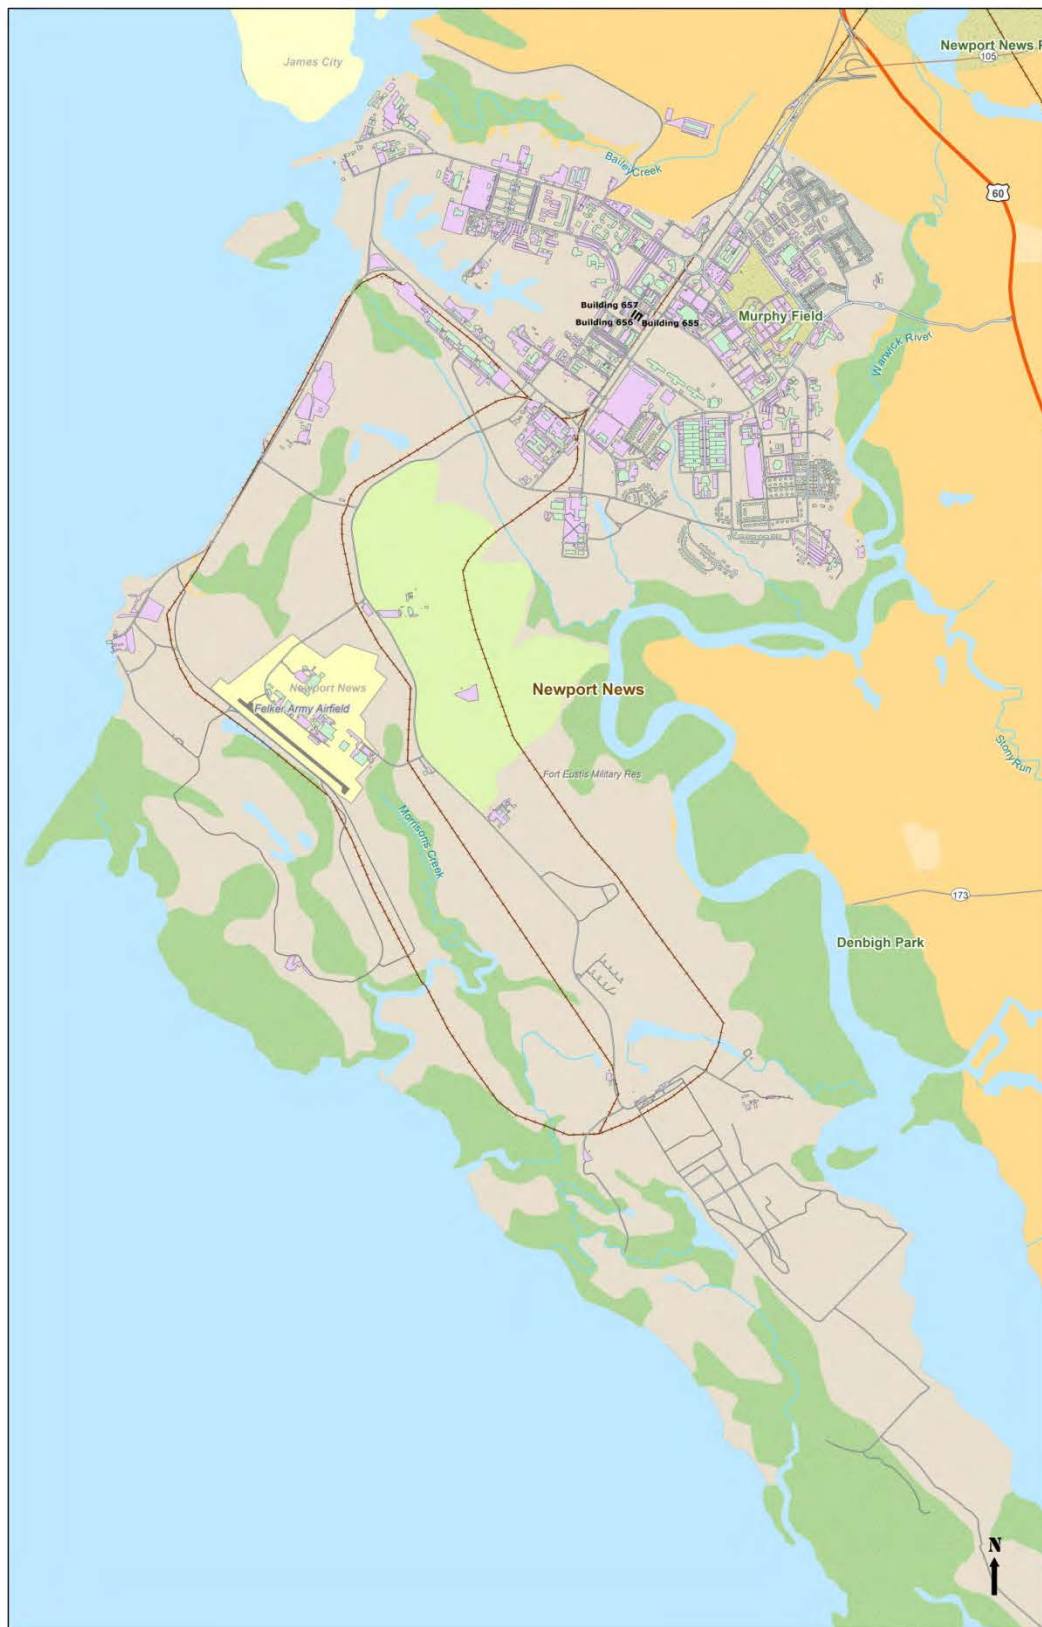 Newport News P
105
James City
Bailey Creek
60
Building 657
Building 656
Building 655
Murphy Field
Warwick River
Newport News
Newport News
Felker Army Airfield
Stony Run
Fort Eustis Military Res
Morrisons Creek
173
Denbigh Park
N